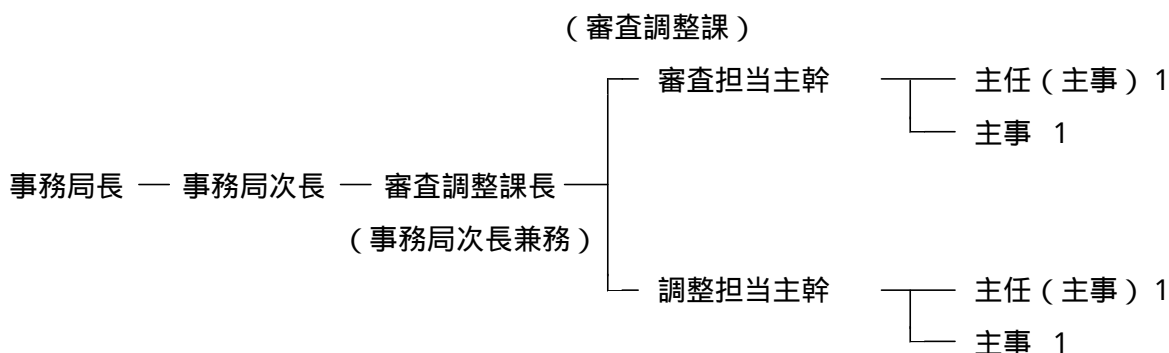 （審査調整課）
審査担当主幹 主任（主事）1
主事 1
事務局長 事務局次長 審査調整課長
（事務局次長兼務）
調整担当主幹 主任（主事）1
主事 1